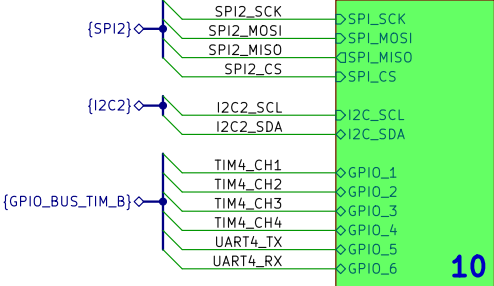 SPI2_SCK SPI_SCK
{SPI2} SPI2_MOSI SPI_MOSI
SPI2_MISO SPI_MISO
SPI2_CS SPI_CS
{I2C2} I2C2_SCL I2C_SCL
I2C2_SDA I2C_SDA
TIM4_CH1 GPIO_1
TIM4_CH2 GPIO_2
{GPIO_BUS_TIM_B} TIM4_CH3 GPIO_3
TIM4_CH4 GPIO_4
UART4_TX GPIO_5
UART4_RX GPIO_6
10